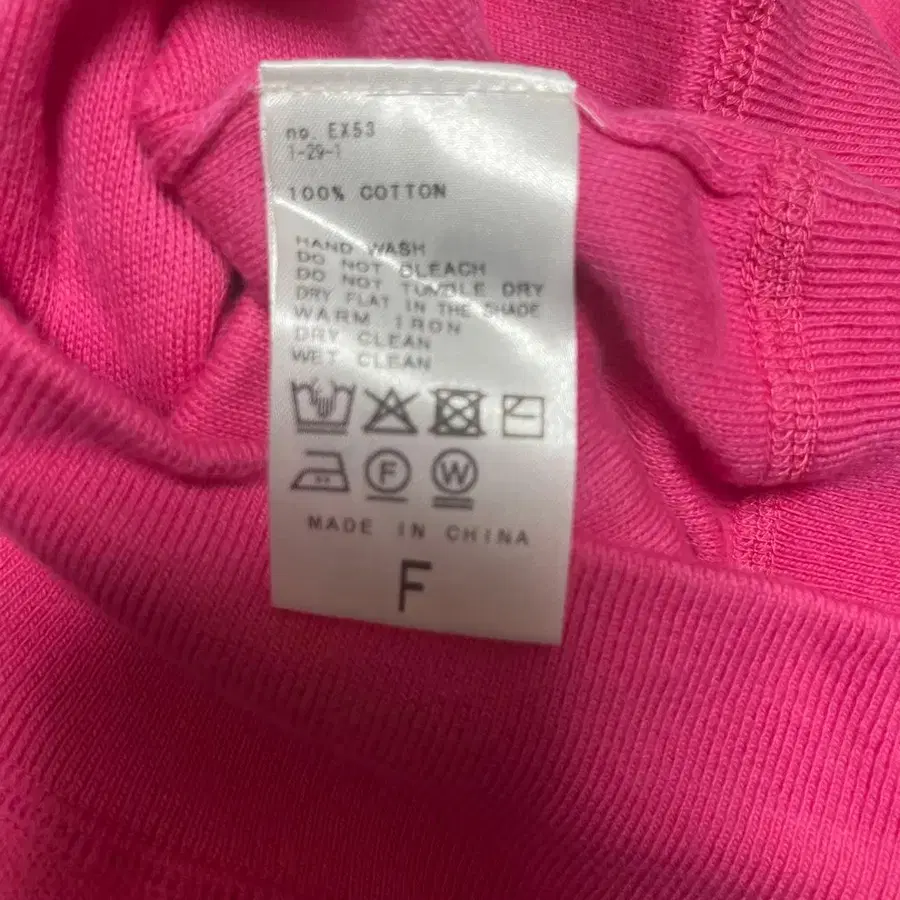 no. EX53
1-29-1
100% COTTON
HAND WASH
DO NOT BLEACH
DO NOT TUMBLE DRY
DRY FLAT IN THE SHADE
WARM IRON
DRY CLEAN
WET CLEAN
F W
MADE IN CHINA
F